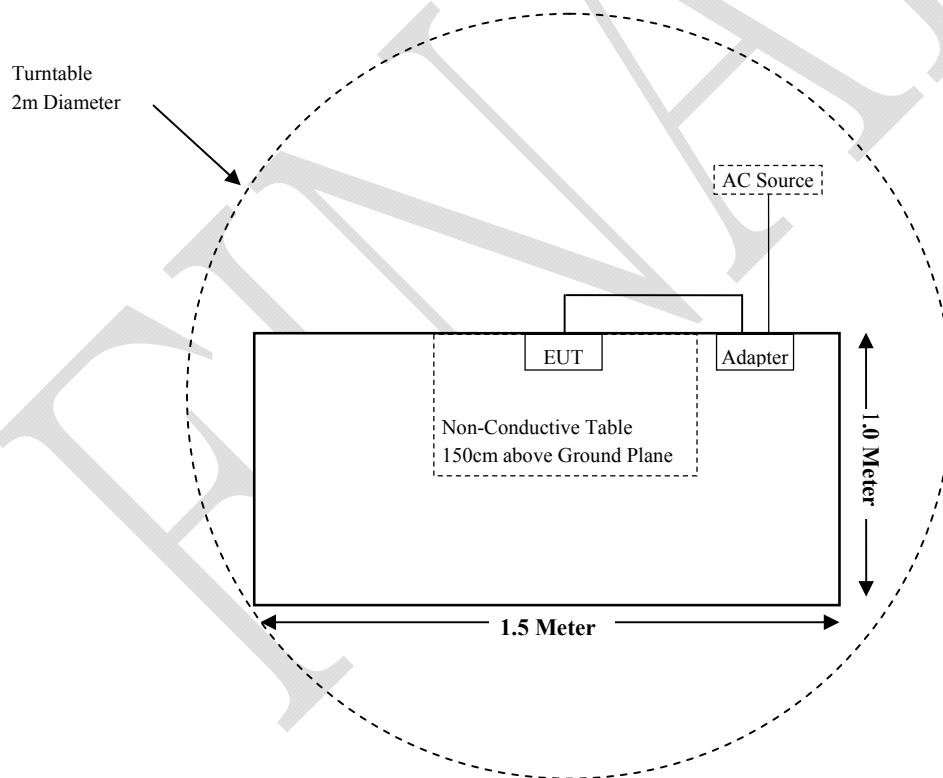 Turntable
2m Diameter
AC Source
EUT
Adapter
Non-Conductive Table
150cm above Ground Plane
1.0 Meter
1.5 Meter
FINAL